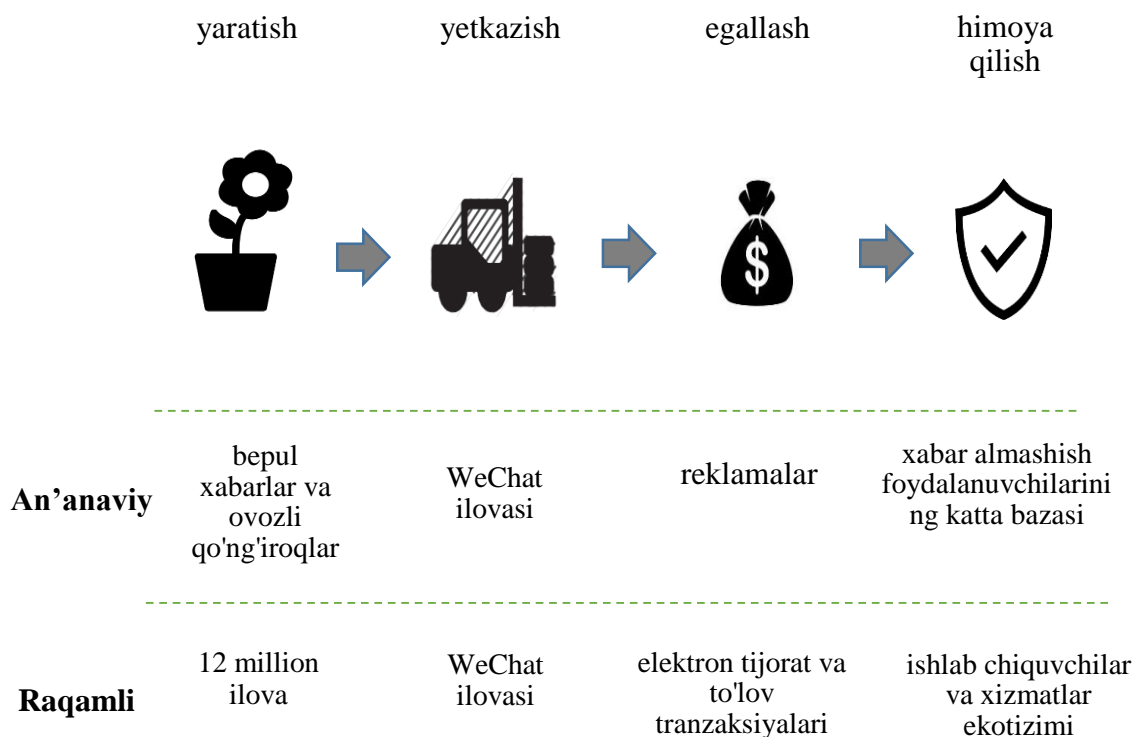 yaratish
yetkazish
egallash
himoya
qilish
$
An’anaviy
bepul
xabarlar va
ovozli
qo'ng'iroqlar
WeChat
ilovasi
reklamalar
xabar almashish
foydalanuvchilarini
ng katta bazasi
Raqamli
12 million
ilova
WeChat
ilovasi
elektron tijorat va
to'lov
tranzaksiyalari
ishlab chiquvchilar
va xizmatlar
ekotizimi